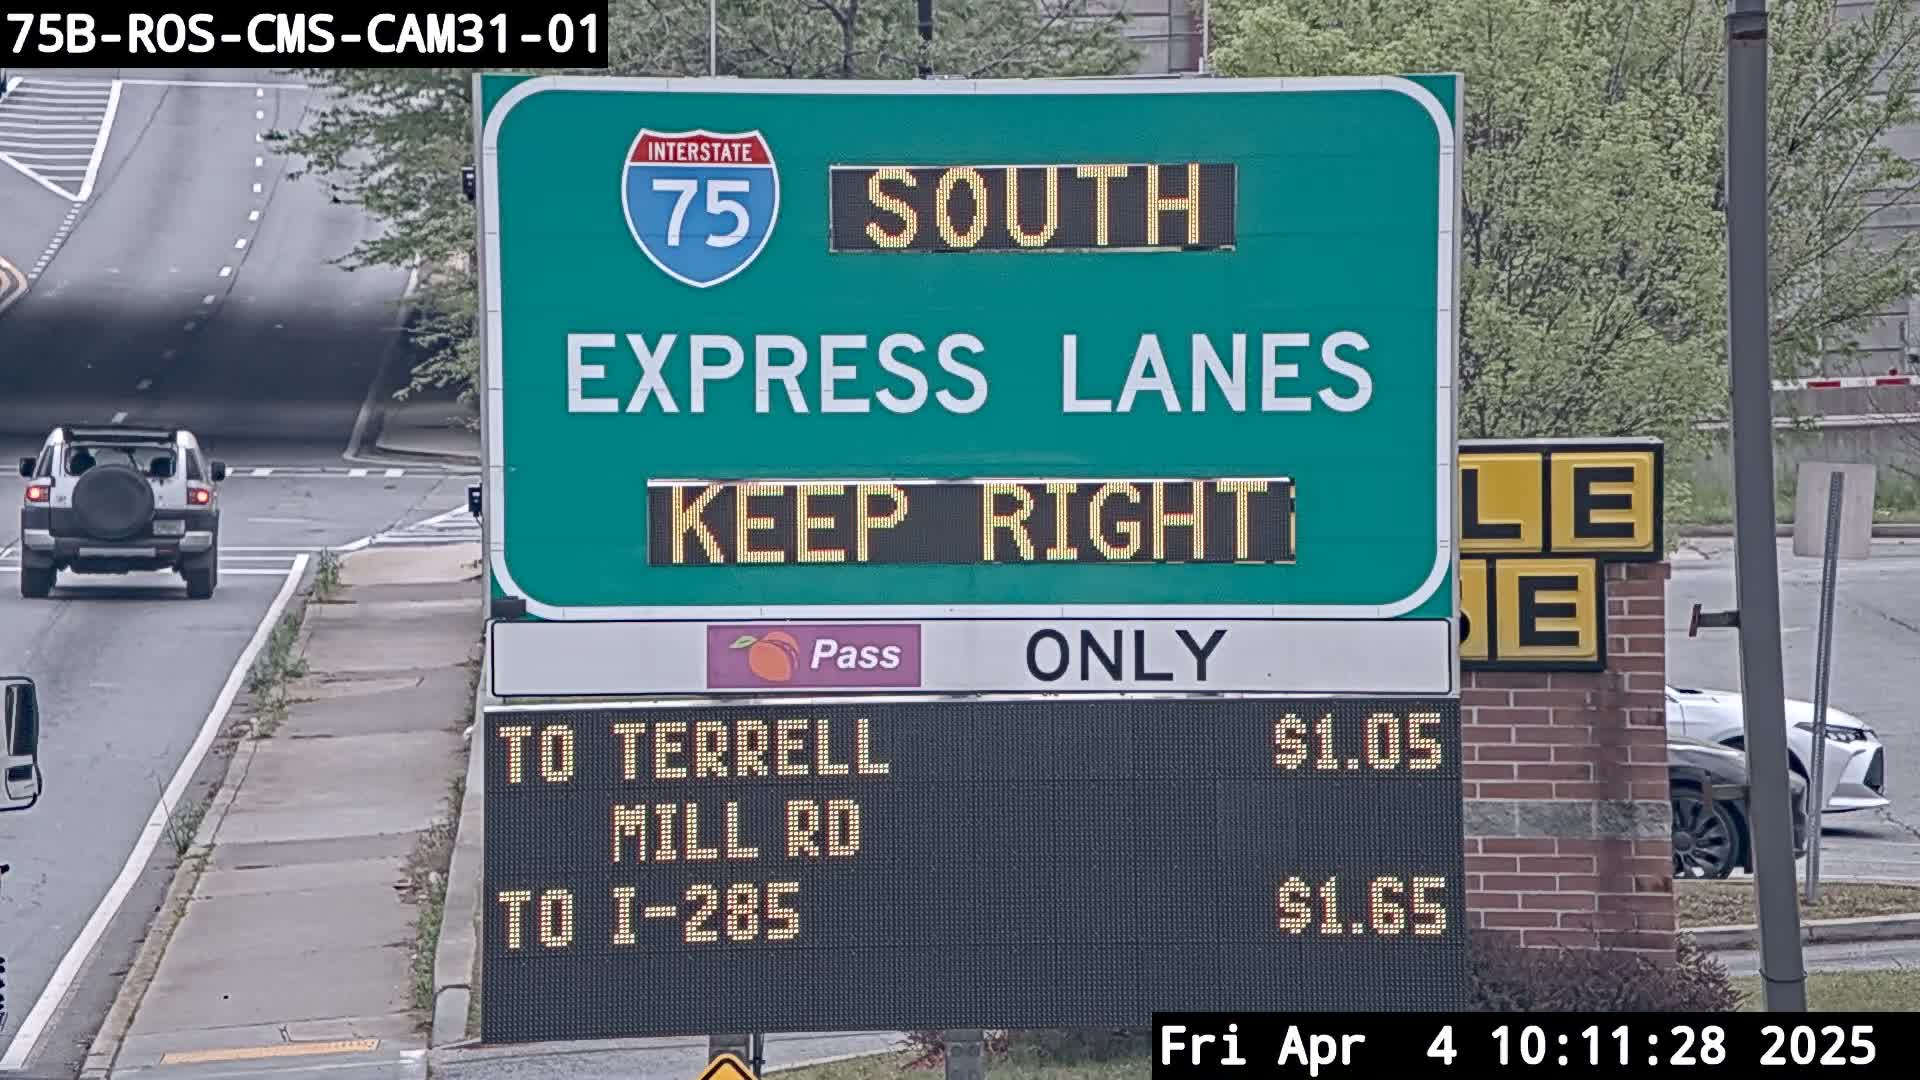 75B-ROS-CMS-CAM31-01
INTERSTATE
75
SOUTH
EXPRESS LANES
KEEP RIGHT
Pass ONLY
TO TERRELL $1.05
MILL RD
TO I-285 $1.65
LE
E
Fri Apr 4 10:11:28 2025